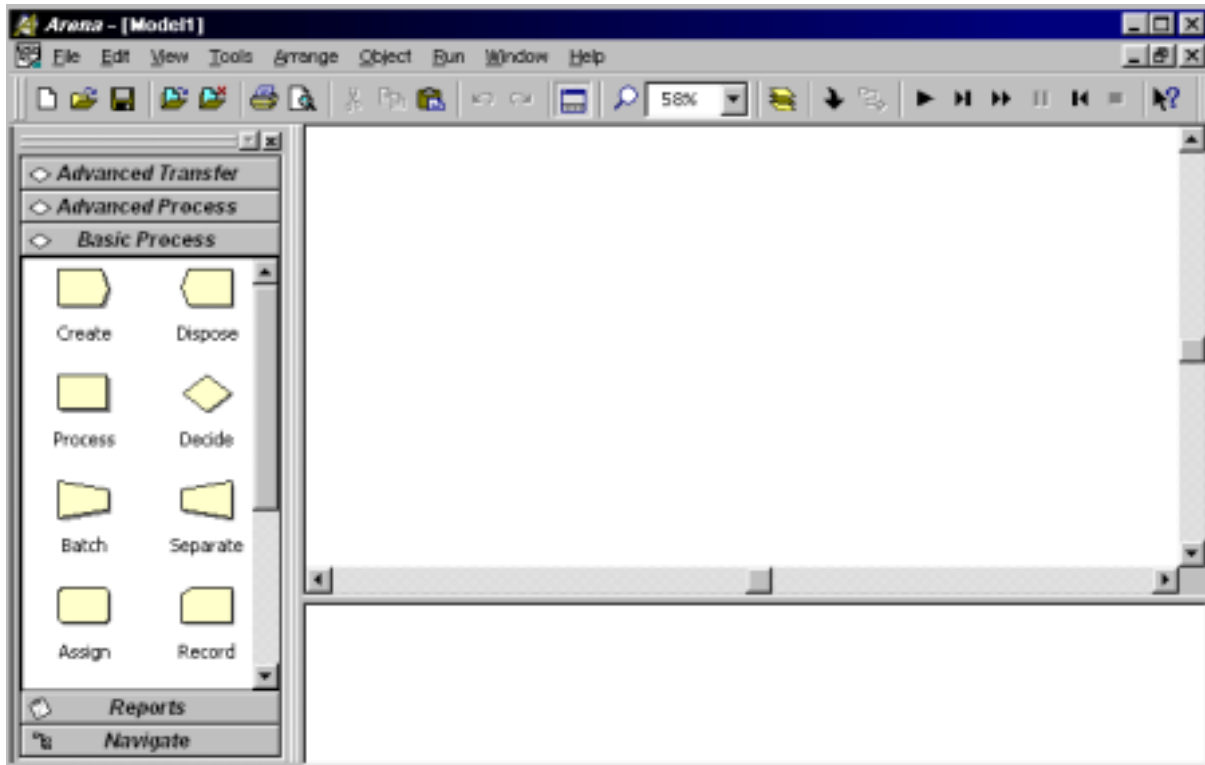 Arena - [Model1]
File Edit View Tools Arrange Object Run Window Help
58%
Advanced Transfer
Advanced Process
Basic Process
Create Dispose
Process Decide
Batch Separate
Assign Record
Reports
Navigate